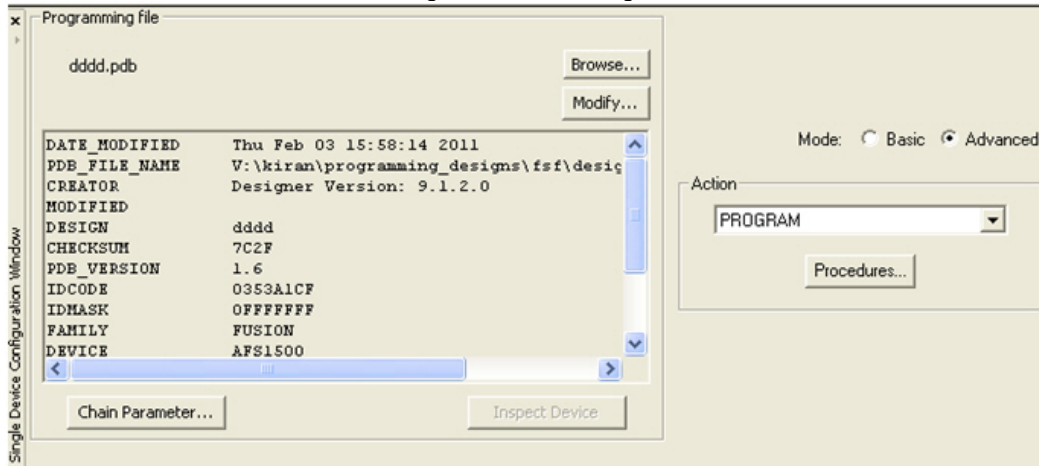 Programming file
dddd.pdb
Browse...
Modify...
DATE_MODIFIED Thu Feb 03 15:58:14 2011
PDB_FILE_NAME V:\kiran\programming_designs\fsf\desig
CREATOR Designer Version: 9.1.2.0
MODIFIED
DESIGN dddd
CHECKSUM 7C2F
PDB_VERSION 1.6
IDCODE 0353A1CF
IDMASK 0FFFFFFF
FAMILY FUSION
DEVICE AFS1500
Chain Parameter...
Inspect Device
Mode: Basic Advanced
Action
PROGRAM
Procedures...
Single Device Configuration Window